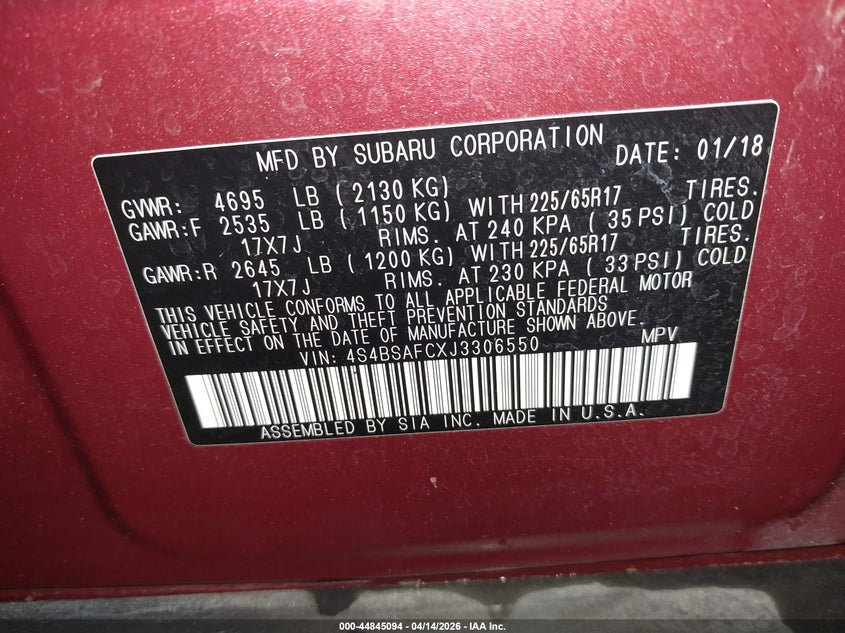 MFD BY SUBARU CORPORATION DATE: 01/18
GVWR: 4695 LB (2130 KG)
GAWR:F 2535 LB (1150 KG) WITH 225/65R17 TIRES.
17X7J RIMS. AT 240 KPA (35 PSI) COLD
GAWR:R 2645 LB (1200 KG) WITH 225/65R17 TIRES.
17X7J RIMS. AT 230 KPA (33 PSI) COLD
THIS VEHICLE CONFORMS TO ALL APPLICABLE FEDERAL MOTOR
VEHICLE SAFETY AND THEFT PREVENTION STANDARDS
IN EFFECT ON THE DATE OF MANUFACTURE SHOWN ABOVE.
VIN: 4S4BSAFCXJ3306550 MPV
ASSEMBLED BY SIA INC. MADE IN U.S.A.
000-44845094 - 04/14/2026 - IAA Inc.